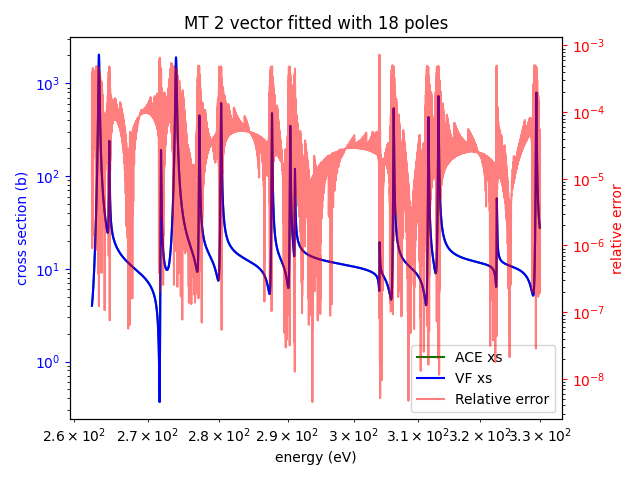 MT 2 vector fitted with 18 poles
cross section (b)
10³
10²
10¹
10⁰
10⁻³
10⁻⁴
10⁻⁵
10⁻⁶
10⁻⁷
10⁻⁸
relative error
ACE xs
VF xs
Relative error
2.6 × 10² 2.7 × 10² 2.8 × 10² 2.9 × 10² 3 × 10² 3.1 × 10² 3.2 × 10² 3.3 × 10²
energy (eV)